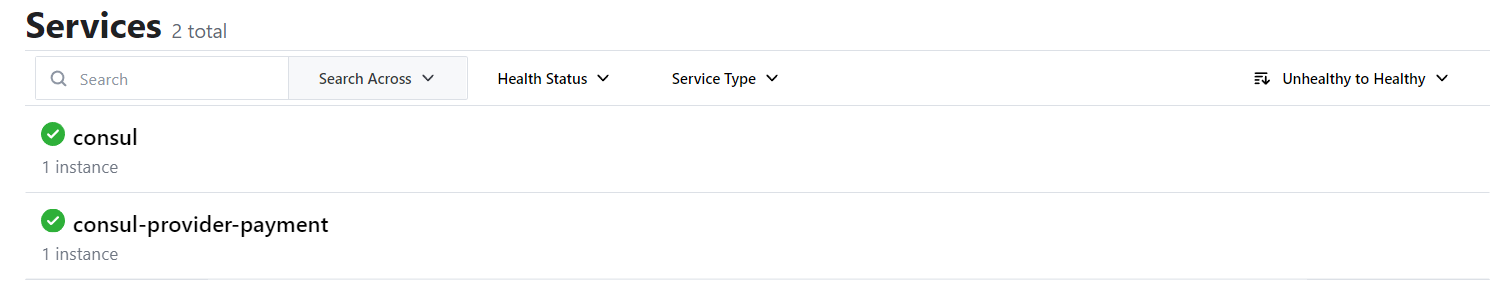 Services 2 total
Search Search Across Health Status Service Type Unhealthy to Healthy
consul
1 instance
consul-provider-payment
1 instance